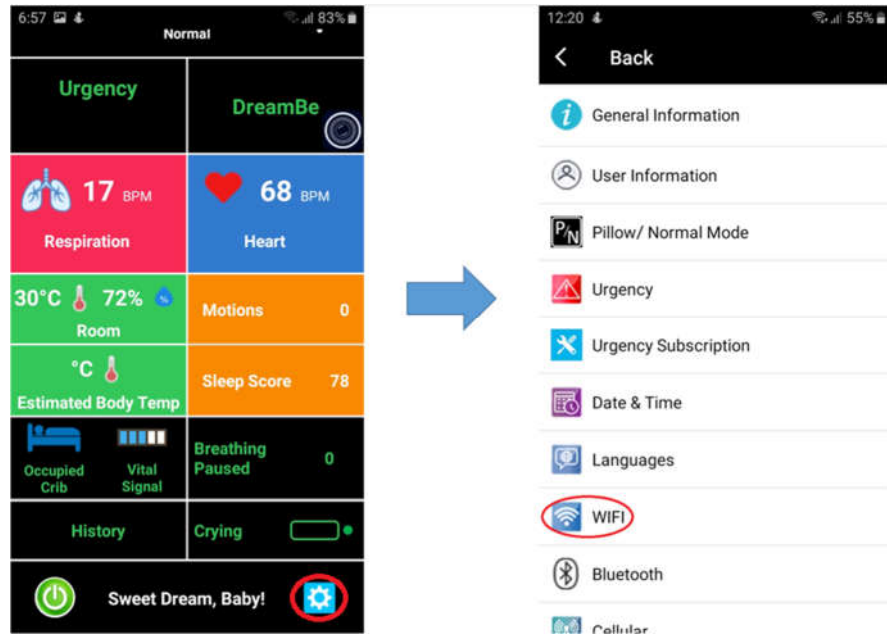 6:57 83%
Normal
Urgency
DreamBe
17 BPM
Respiration
68 BPM
Heart
30°C 72% %
Room
Motions 0
°C
Estimated Body Temp
Sleep Score 78
Occupied
Crib
Vital
Signal
Breathing
Paused
0
History
Crying
Sweet Dream, Baby!
12:20 55%
Back
i General Information
User Information
P/N Pillow/ Normal Mode
Urgency
Urgency Subscription
Date & Time
Languages
WIFI
Bluetooth
Cellular